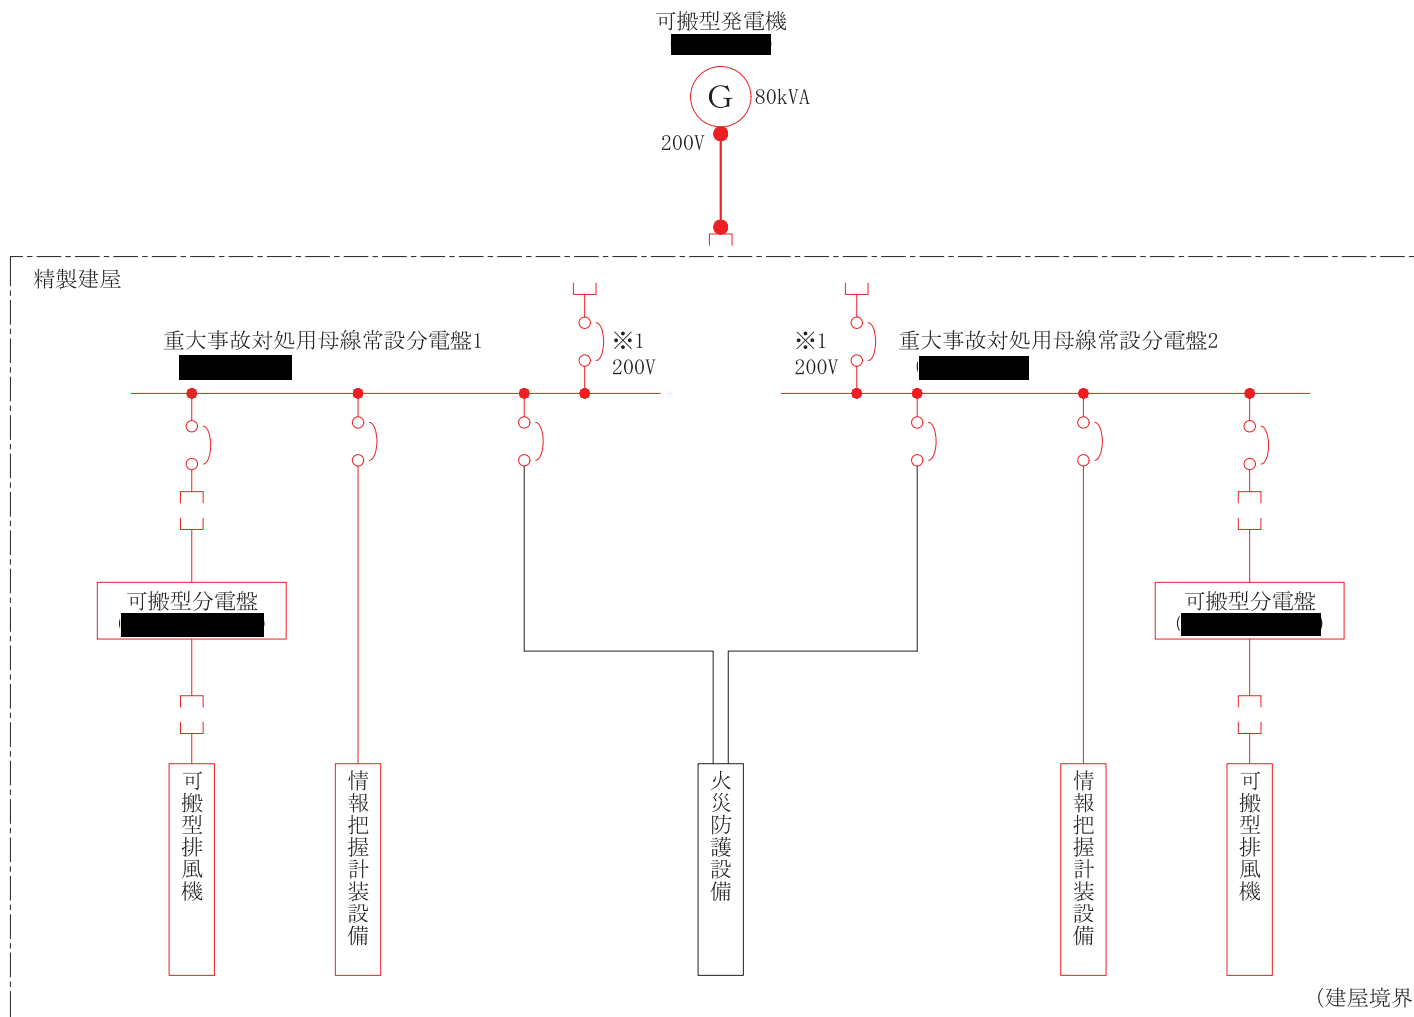 可搬型発電機
G
80kVA
200V
精製建屋
重大事故対処用母線常設分電盤1
※1
200V
※1
200V
重大事故対処用母線常設分電盤2
(
可搬型分電盤
(
可搬型分電盤
(
可搬型排風機
情報把握計装設備
火災防護設備
情報把握計装設備
可搬型排風機
(建屋境界